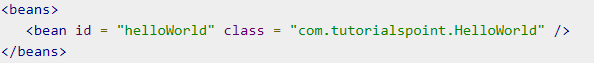 <beans>
   <bean id = "helloWorld" class = "com.tutorialspoint.HelloWorld" />
</beans>